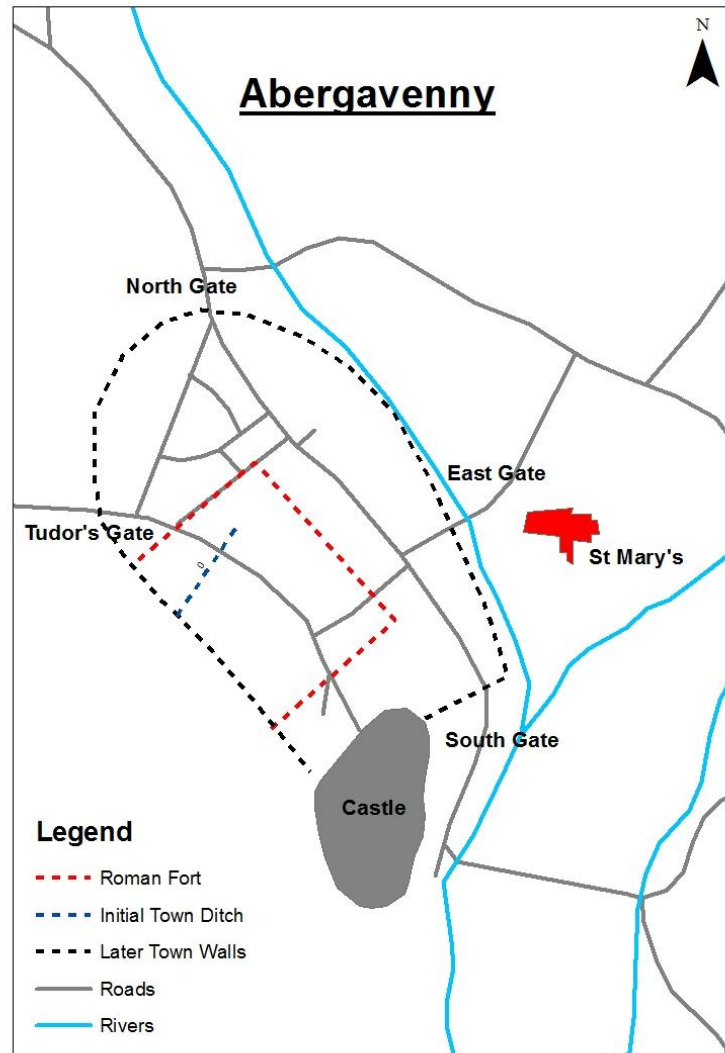 N
Abergavenny
North Gate
East Gate
Tudor's Gate
St Mary's
South Gate
Castle
Legend
Roman Fort
Initial Town Ditch
Later Town Walls
Roads
Rivers